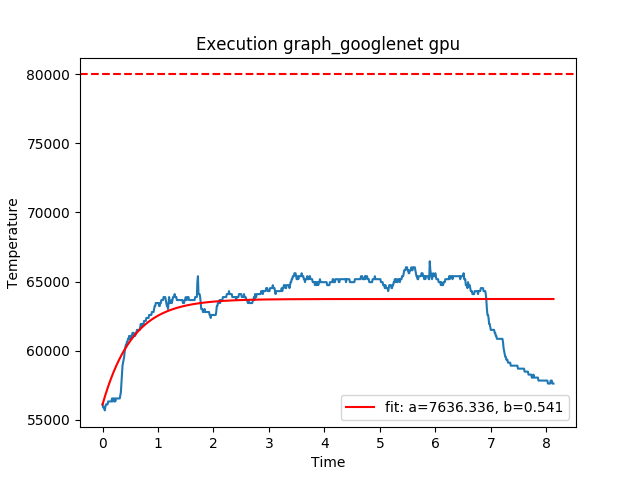 Execution graph_googlenet gpu
80000
75000
70000
65000
60000
55000
Temperature
fit: a=7636.336, b=0.541
0 1 2 3 4 5 6 7 8
Time